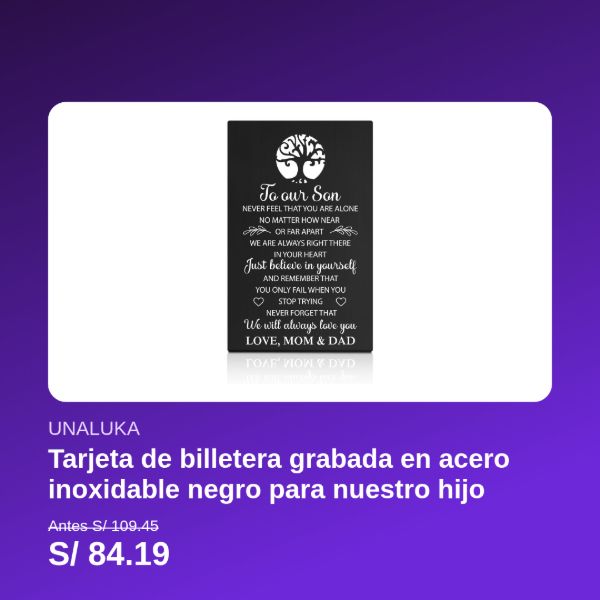 To our Son
NEVER FEEL THAT YOU ARE ALONE
NO MATTER HOW NEAR
OR FAR APART
WE ARE ALWAYS RIGHT THERE
IN YOUR HEART
Just believe in yourself
AND REMEMBER THAT
YOU ONLY FAIL WHEN YOU
STOP TRYING
NEVER FORGET THAT
We will always love you
LOVE, MOM & DAD
UNALUKA
Tarjeta de billetera grabada en acero
inoxidable negro para nuestro hijo
Antes S/ 109.45
S/ 84.19